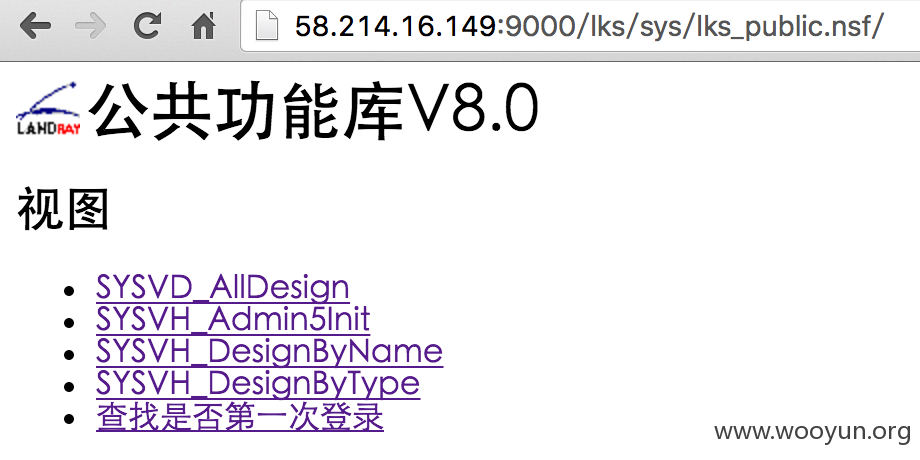 58.214.16.149:9000/lks/sys/lks_public.nsf/
LANDRAY 公共功能库V8.0
视图
SYSVD_AllDesign
SYSVH_Admin5Init
SYSVH_DesignByName
SYSVH_DesignByType
查找是否第一次登录
www.wooyun.org